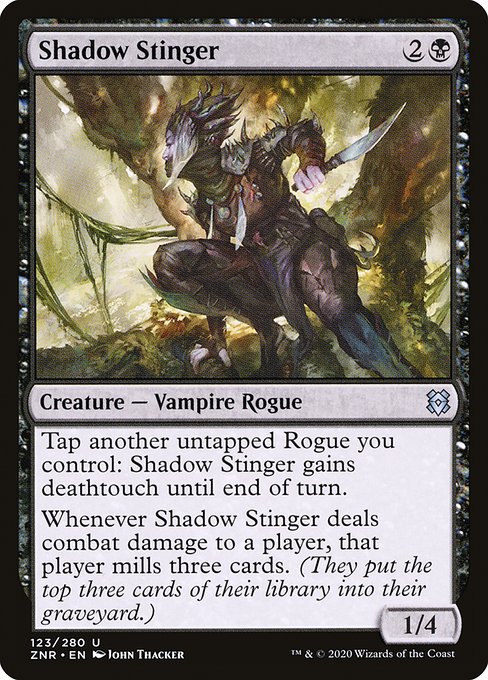 Shadow Stinger 2
Creature — Vampire Rogue
Tap another untapped Rogue you
control: Shadow Stinger gains
deathtouch until end of turn.
Whenever Shadow Stinger deals
combat damage to a player, that
player mills three cards. (They put the
top three cards of their library into their
graveyard.)
1/4
123/280 U
ZNR • EN John Thacker ™ & © 2020 Wizards of the Coast